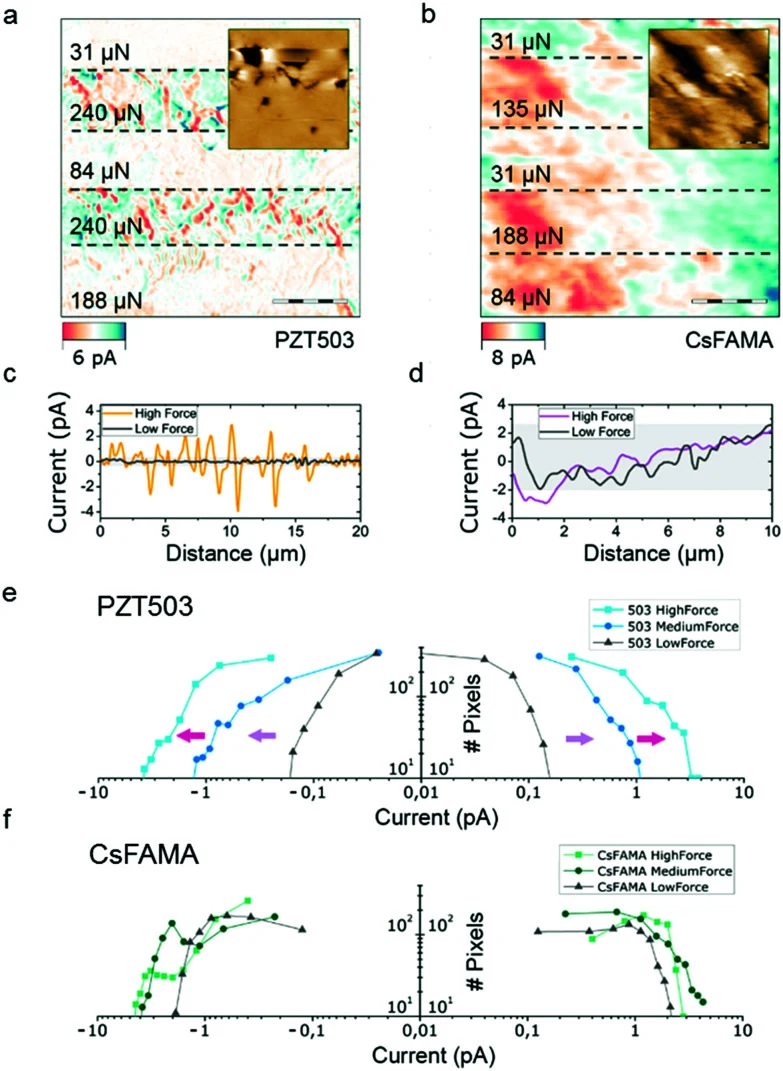 a
31 µN
240 µN
84 µN
240 µN
188 µN
6 pA
PZT503
b
31 µN
135 µN
31 µN
188 µN
84 µN
8 pA
CsFAMA
c
Current (pA)
4
2
0
-2
-4
High Force
Low Force
0 5 10 15 20
Distance (µm)
d
Current (pA)
4
2
0
-2
-4
High Force
Low Force
0 2 4 6 8 10
Distance (µm)
e
PZT503
503 HighForce
503 MediumForce
503 LowForce
# Pixels
10² 10²
10¹ 10¹
-10 -1 -0,1 0,01 0,1 1 10
Current (pA)
f
CsFAMA
CsFAMA HighForce
CsFAMA MediumForce
CsFAMA LowForce
# Pixels
10² 10²
10¹ 10¹
-10 -1 -0,1 0,01 0,1 1 10
Current (pA)